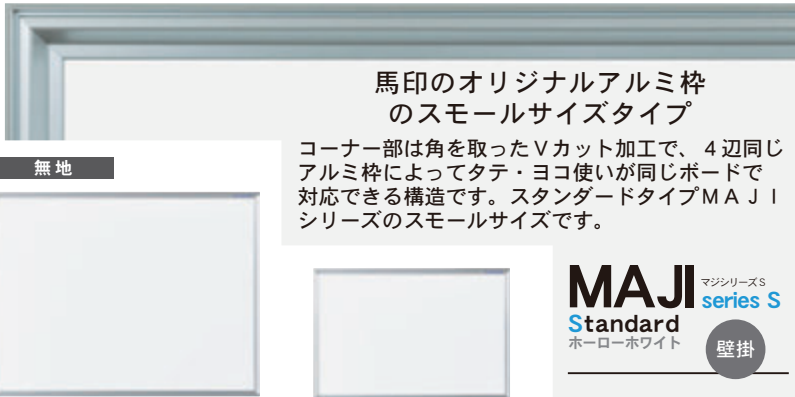 馬印のオリジナルアルミ枠
のスモールサイズタイプ
コーナー部は角を取ったVカット加工で、4辺同じ
アルミ枠によってタテ・ヨコ使いが同じボードで
対応できる構造です。スタンダードタイプMAJI
シリーズのスモールサイズです。
無地
MAJI マジシリーズS
series S
Standard
ホーローホワイト
壁掛